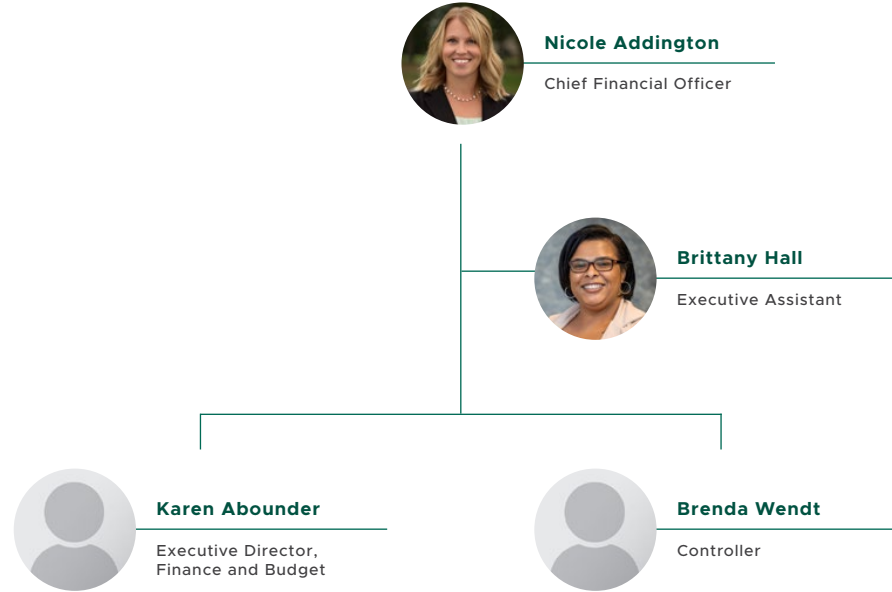 Nicole Addington
Chief Financial Officer
Brittany Hall
Executive Assistant
Karen Abounder
Executive Director,
Finance and Budget
Brenda Wendt
Controller